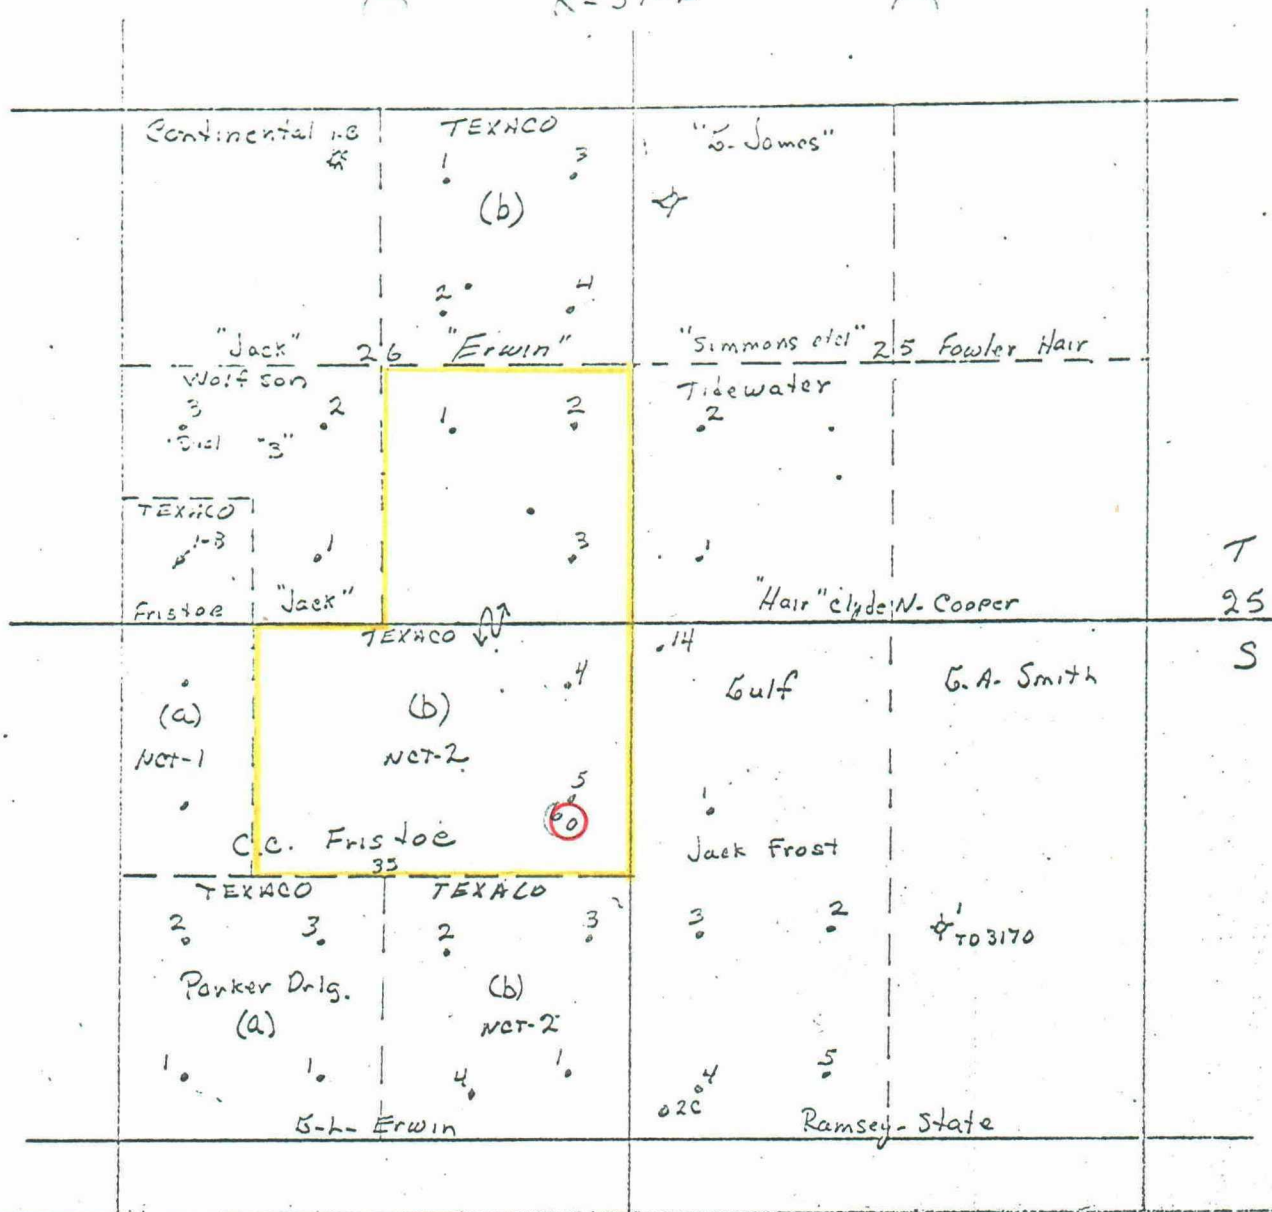 Continental 1-B
TEXACO
"G. James"
1
3
(b)
2
4
"Jack"
26
"Erwin"
"Simmons etal"
25
Fowler Hair
Wolfson
Tidewater
3
2
1
2
2
"B"
TEXACO
1-B
1
3
1
Fristoe
"Jack"
"Hair" Clyde N. Cooper
T
25
S
TEXACO
14
4
(a)
NCT-1
(b)
NCT-2
Gulf
G.A. Smith
5
6
1
C.C. Fristoe
35
Jack Frost
TEXACO
TEXACO
2
3
2
3
3
2
1
TD 3170
Parker Drlg.
(a)
(b)
NCT-2
1
1
4
1
4
5
2C
G-L- Erwin
Ramsey-State